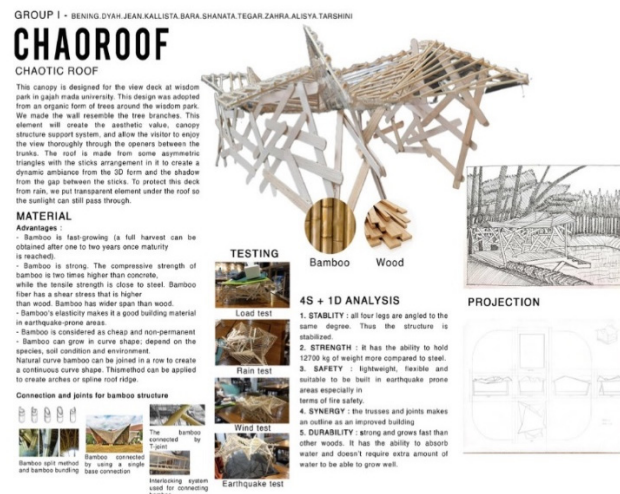 GROUP I - BENING.DYAH.JEAN.KALLISTA.BARA.SHANATA.TEGAR.ZAHRA.ALISYA.TARSHINI
CHAOROOF
CHAOTIC ROOF
This canopy is designed for the view deck at wisdom
park in gajah mada university. This design was adopted
from an organic form of trees around the wisdom park.
We made the wall resemble the tree branches. This
element will create the aesthetic value, canopy
structure support system, and allow the visitor to enjoy
the view thoroughly through the openers between the
trunks. The roof is made from some asymmetric
triangles with the sticks arrangement in it to create a
dynamic ambiance from the 3D form and the shadow
from the gap between the sticks. To protect this deck
from rain, we put transparent element under the roof so
the sunlight can still pass through.
MATERIAL
Advantages :
- Bamboo is fast-growing (a full harvest can be
obtained after one to two years once maturity
is reached).
- Bamboo is strong. The compressive strength of
bamboo is two times higher than concrete,
while the tensile strength is close to steel. Bamboo
fiber has a shear stress that is higher
than wood. Bamboo has wider span than wood.
- Bamboo's elasticity makes it a good building material
in earthquake-prone areas.
- Bamboo is considered as cheap and non-permanent
- Bamboo can grow in curve shape; depend on the
species, soil condition and environment.
Natural curve bamboo can be joined in a row to create
a continuous curve shape. Thismethod can be applied
to create arches or spline roof ridge.
Connection and joints for bamboo structure
Bamboo split method
and bamboo bundling
Bamboo connected
by using a single
base connection
The bamboo
connected by
T-joint
Interlocking system
used for connecting
bamboo
TESTING
Load test
Rain test
Wind test
Earthquake test
Bamboo
Wood
4S + 1D ANALYSIS
1. STABLITY : all four legs are angled to the
same degree. Thus the structure is
stabilized.
2. STRENGTH : it has the ability to hold
12700 kg of weight more compared to steel.
3. SAFETY : lightweight, flexible and
suitable to be built in earthquake prone
areas especially in
terms of fire safety.
4. SYNERGY : the trusses and joints makes
an outline as an improved building
5. DURABILITY : strong and grows fast than
other woods. It has the ability to absorb
water and doesn't require extra amount of
water to be able to grow well.
PROJECTION